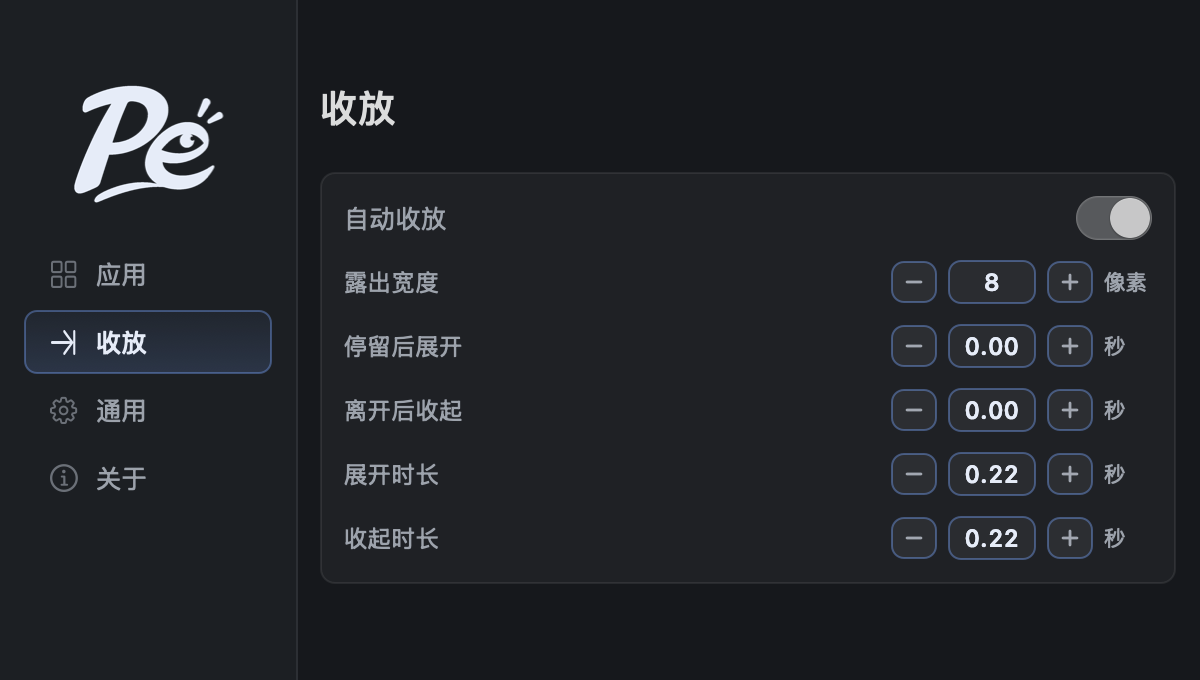 Pe
应用
收放
通用
关于
收放
自动收放
露出宽度 8 像素
停留后展开 0.00 秒
离开后收起 0.00 秒
展开时长 0.22 秒
收起时长 0.22 秒